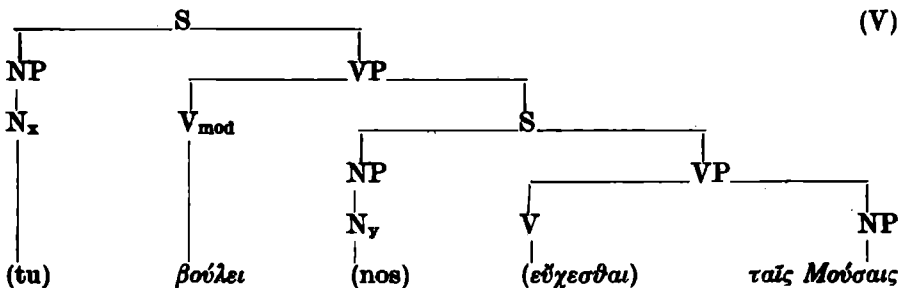 S (V)
NP VP
Nx Vmod S
NP VP
Ny V NP
(tu) βούλει (nos) (εὔχεσθαι) ταῖς Μούσαις